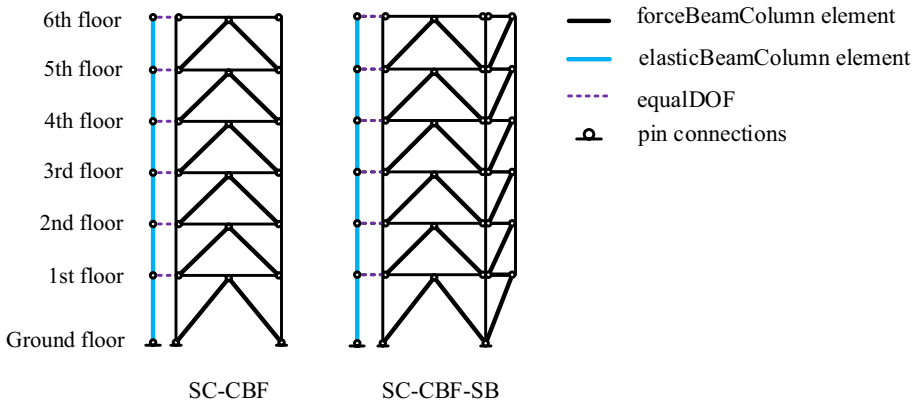 6th floor
5th floor
4th floor
3rd floor
2nd floor
1st floor
Ground floor
SC-CBF
SC-CBF-SB
forceBeamColumn element
elasticBeamColumn element
equalDOF
pin connections